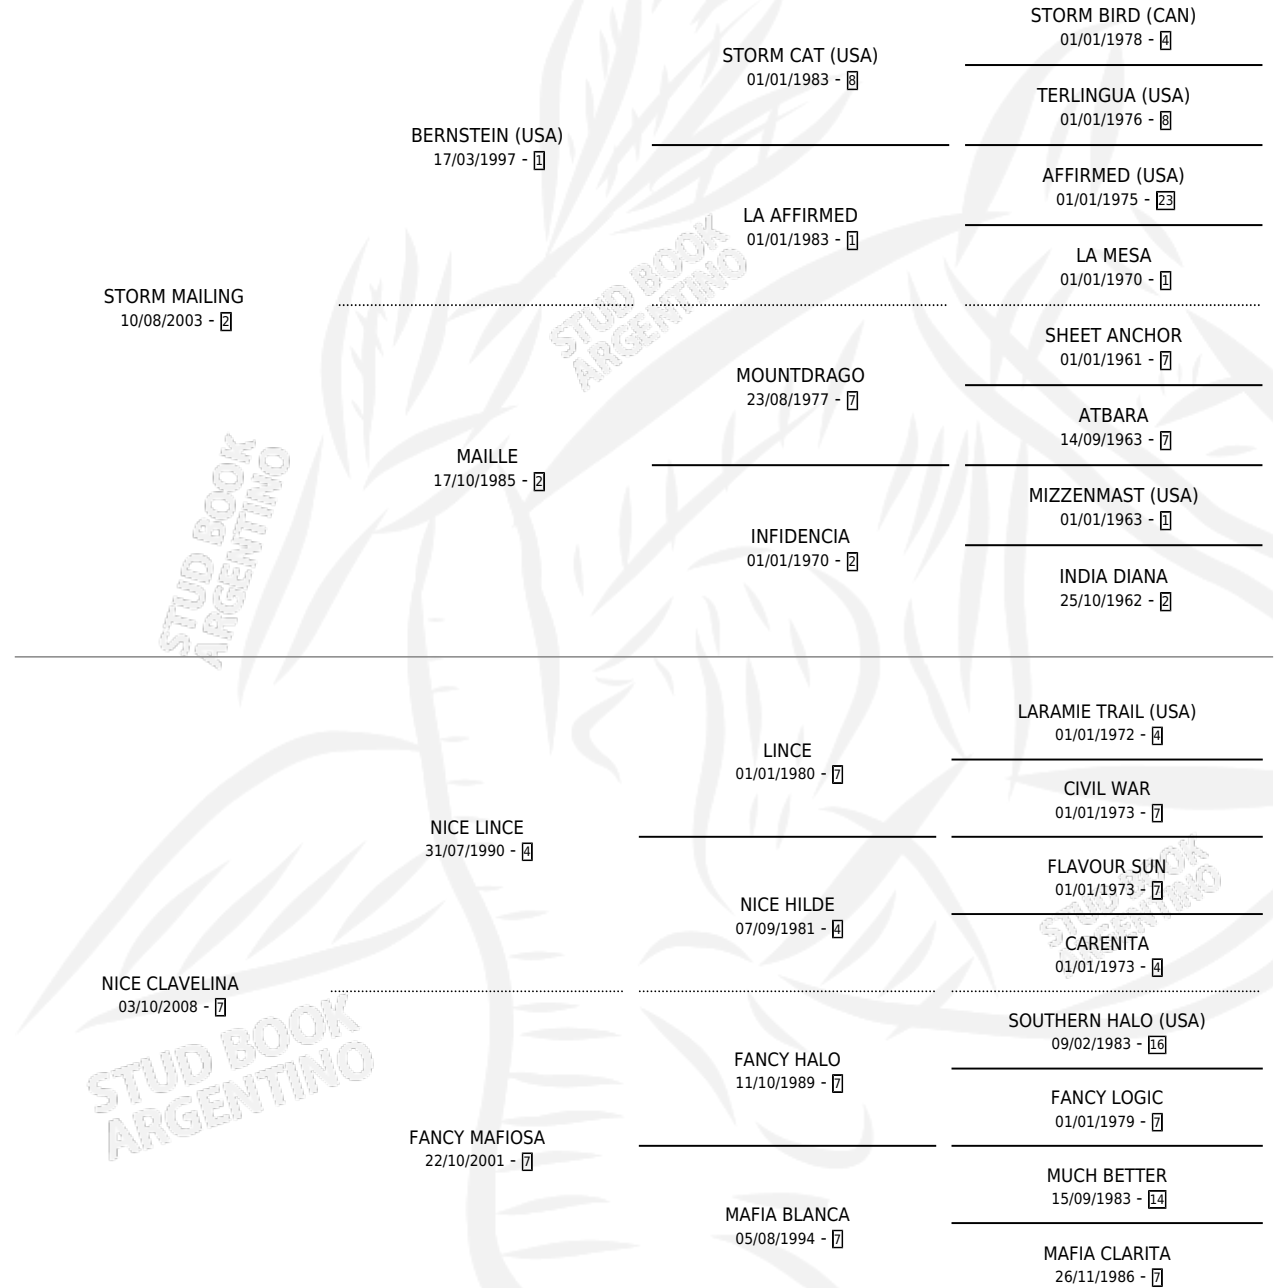 STORM BIRD (CAN)
01/01/1978 - 4
STORM CAT (USA)
01/01/1983 - 8
TERLINGUA (USA)
01/01/1976 - 8
BERNSTEIN (USA)
17/03/1997 - 1
AFFIRMED (USA)
01/01/1975 - 23
LA AFFIRMED
01/01/1983 - 1
LA MESA
01/01/1970 - 1
STORM MAILING
10/08/2003 - 2
SHEET ANCHOR
01/01/1961 - 7
MOUNTDRAGO
23/08/1977 - 7
ATBARA
14/09/1963 - 7
MAILLE
17/10/1985 - 2
MIZZENMAST (USA)
01/01/1963 - 1
INFIDENCIA
01/01/1970 - 2
INDIA DIANA
25/10/1962 - 2
STUD BOOK
ARGENTINO
STUD BOOK
ARGENTINO
LARAMIE TRAIL (USA)
01/01/1972 - 4
LINCE
01/01/1980 - 7
CIVIL WAR
01/01/1973 - 7
NICE LINCE
31/07/1990 - 4
FLAVOUR SUN
01/01/1973 - 7
NICE HILDE
07/09/1981 - 4
CARENITA
01/01/1973 - 4
NICE CLAVELINA
03/10/2008 - 7
SOUTHERN HALO (USA)
09/02/1983 - 16
FANCY HALO
11/10/1989 - 7
FANCY LOGIC
01/01/1979 - 7
FANCY MAFIOSA
22/10/2001 - 7
MUCH BETTER
15/09/1983 - 14
MAFIA BLANCA
05/08/1994 - 7
MAFIA CLARITA
26/11/1986 - 7
STUD BOOK
ARGENTINO
STUD BOOK
ARGENTINO